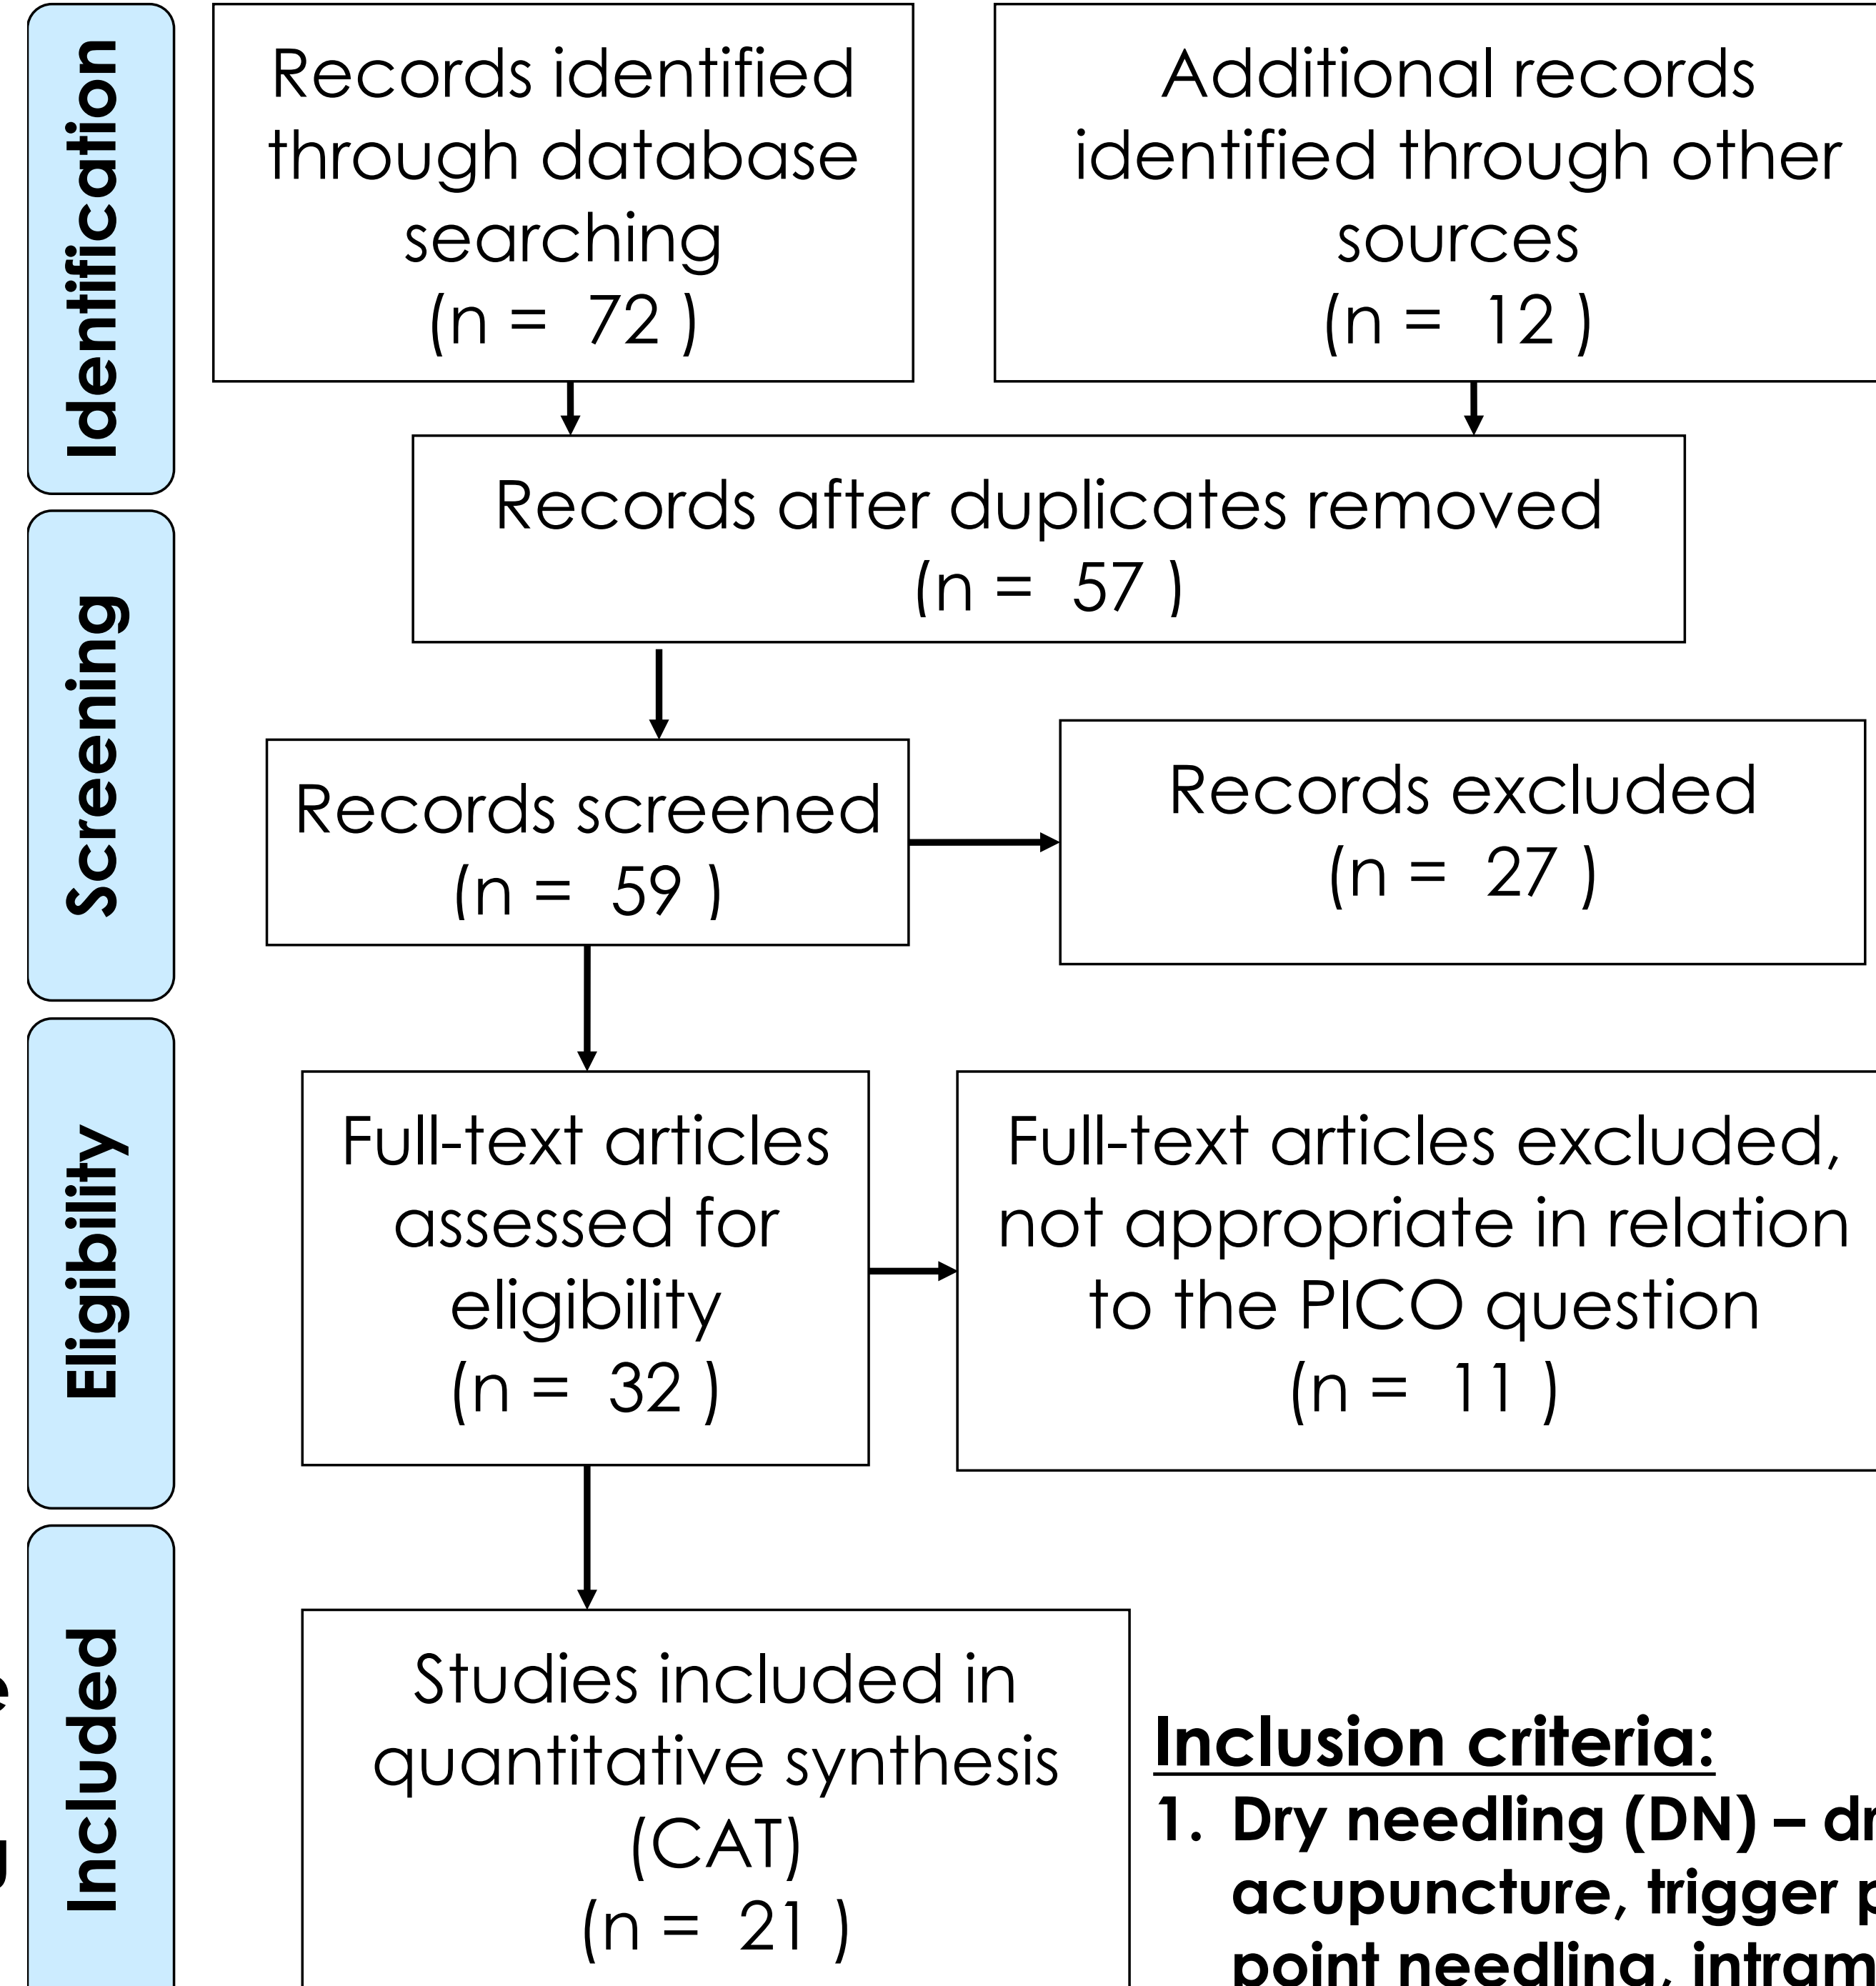 Identification
Records identified
through database
searching
(n = 72 )
Additional records
identified through other
sources
(n = 12 )
Records after duplicates removed
(n = 57 )
Screening
Records screened
(n = 59 )
Records excluded
(n = 27 )
Eligibility
Full-text articles
assessed for
eligibility
(n = 32 )
Full-text articles excluded,
not appropriate in relation
to the PICO question
(n = 11 )
Included
Studies included in
quantitative synthesis
(CAT)
(n = 21 )
Inclusion criteria:
1. Dry needling (DN) –
acupuncture, trigger
point needling,